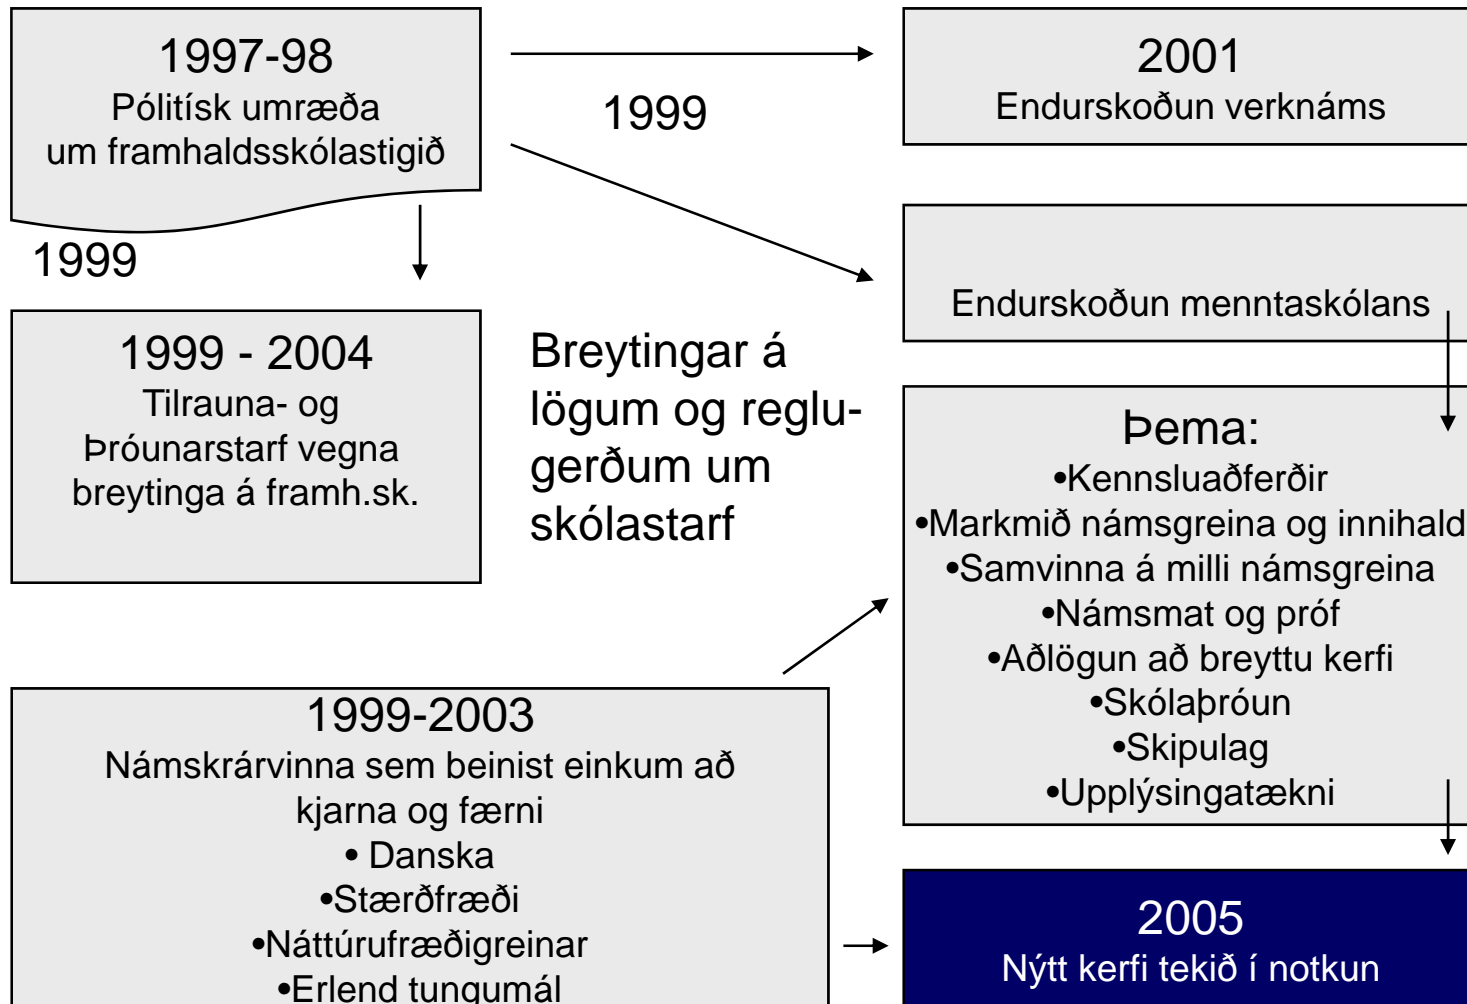 1997-98
Pólitísk umræða
um framhaldsskólastigið
1999
1999
2001
Endurskoðun verknáms
Endurskoðun menntaskólans
1999 - 2004
Tilrauna- og
Þróunarstarf vegna
breytinga á framh.sk.
Breytingar á
lögum og reglu-
gerðum um
skólastarf
Þema:
•Kennsluaðferðir
•Markmið námsgreina og innihald
•Samvinna á milli námsgreina
•Námsmat og próf
•Aðlögun að breyttu kerfi
•Skólaþróun
•Skipulag
•Upplýsingatækni
1999-2003
Námskrárvinna sem beinist einkum að
kjarna og færni
• Danska
•Stærðfræði
•Náttúrufræðigreinar
•Erlend tungumál
2005
Nýtt kerfi tekið í notkun